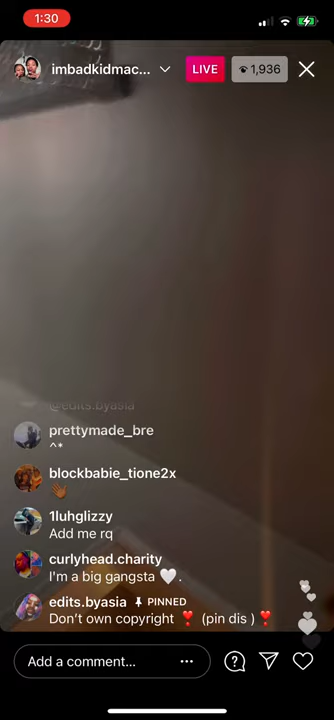 1:30
imbadkidmac...
LIVE
1,936
@edits.byasia
prettymade_bre
^*
blockbabie_tione2x
1luhglizzy
Add me rq
curlyhead.charity
I'm a big gangsta 🤍.
edits.byasia PINNED
Don't own copyright ❣️ (pin dis ) ❣️
Add a comment...